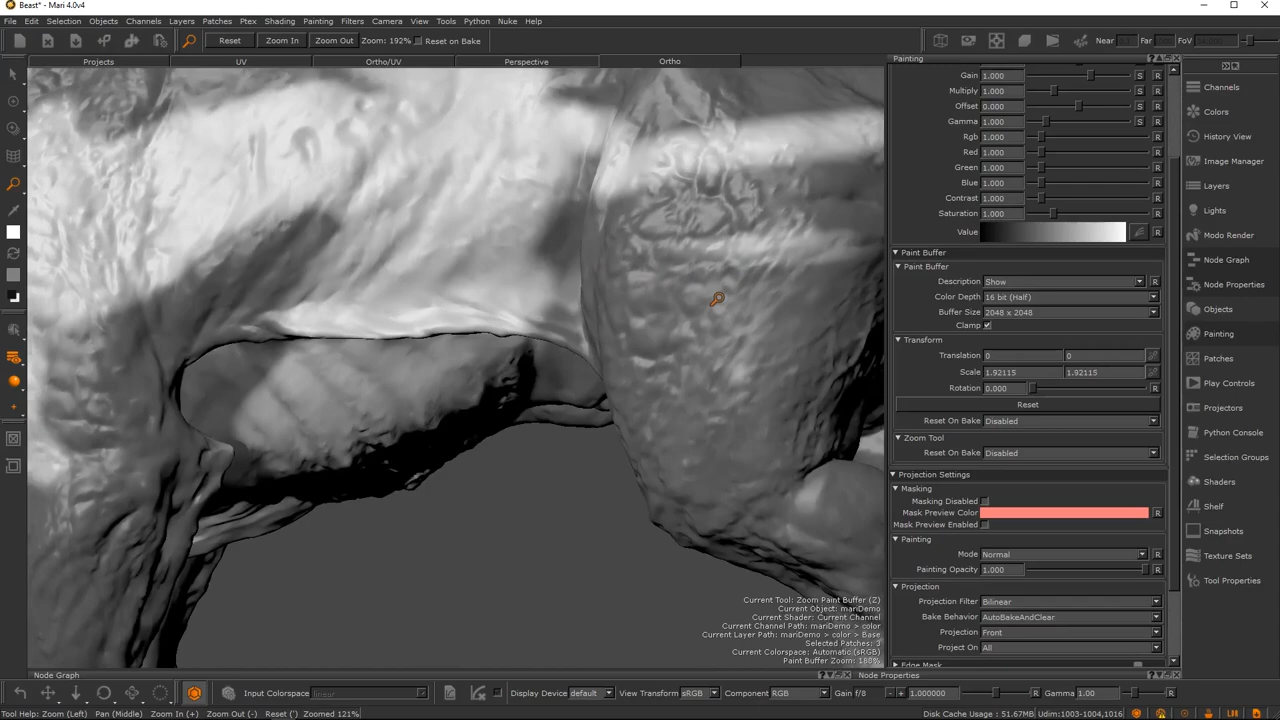 Beast* - Mari 4.0v4
File Edit Selection Objects Channels Layers Patches Ptex Shading Painting Filters Camera View Tools Python Nuke Help
Reset Zoom In Zoom Out Zoom: 192% Reset on Bake Near Far FoV
Projects UV Ortho/UV Perspective Ortho
Painting
Gain 1.000 S R
Multiply 1.000 S R
Offset 0.000 S R
Gamma 1.000 S R
Rgb 1.000 R
Red 1.000 R
Green 1.000 R
Blue 1.000 R
Contrast 1.000 R
Saturation 1.000 R
Value R
Paint Buffer
Paint Buffer
Description Show R
Color Depth 16 bit (Half)
Buffer Size 2048 x 2048
Clamp
Transform
Translation 0 0
Scale 1.92115 1.92115
Rotation 0.000 R
Reset
Reset On Bake Disabled
Zoom Tool
Reset On Bake Disabled
Projection Settings
Masking
Masking Disabled
Mask Preview Color R
Mask Preview Enabled
Painting
Mode Normal R
Painting Opacity 1.000 R
Projection
Projection Filter Bilinear
Bake Behavior AutoBakeAndClear
Projection Front
Project On All
Edge Mask
Channels
Colors
History View
Image Manager
Layers
Lights
Modo Render
Node Graph
Node Properties
Objects
Painting
Patches
Play Controls
Projectors
Python Console
Selection Groups
Shaders
Shelf
Snapshots
Texture Sets
Tool Properties
Current Tool: Zoom Paint Buffer (Z)
Current Object: mariDemo
Current Shader: Current Channel
Current Channel Path: mariDemo > color
Current Layer Path: mariDemo > color > Base
Selected Patches: 3
Current Colorspace: Automatic (sRGB)
Paint Buffer Zoom: 188%
Node Graph Node Properties
Input Colorspace linear Display Device default View Transform sRGB Component RGB Gain f/8 - + 1.000000 R Gamma 1.00 R
Tool Help: Zoom (Left) Pan (Middle) Zoom In (+) Zoom Out (-) Reset (') Zoomed 121% Disk Cache Usage : 51.67MB Udim:1003-1004,1016